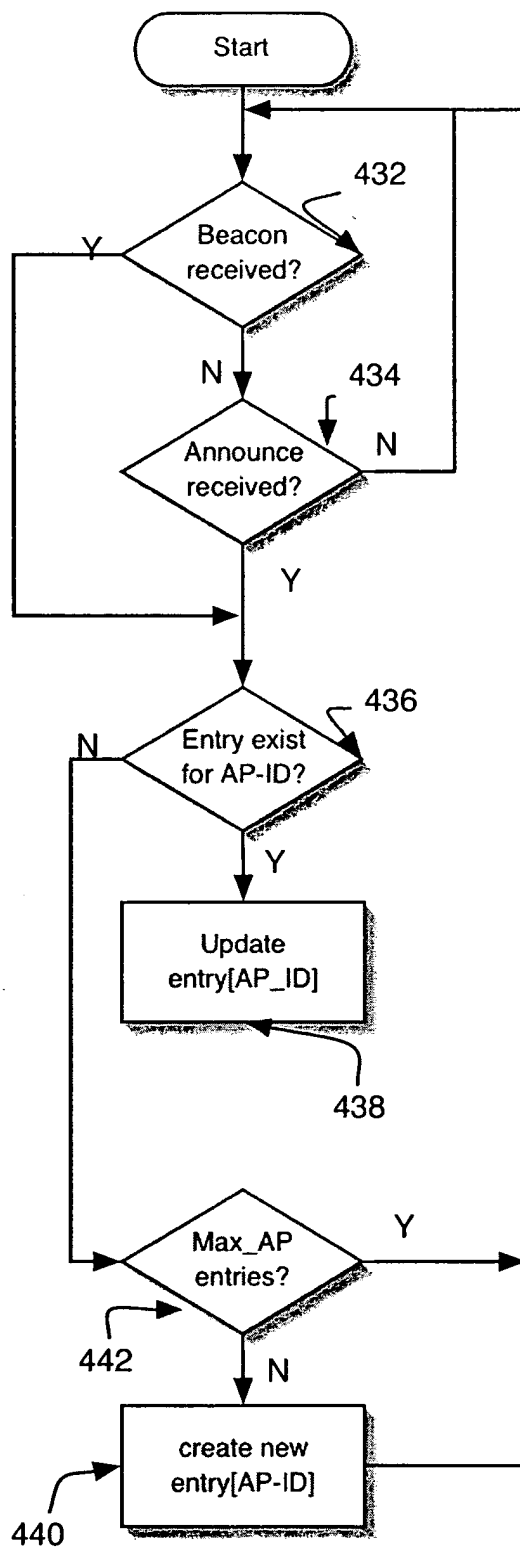 Start
432
Beacon
received?
Y
N
434
Announce
received?
N
Y
436
Entry exist
for AP-ID?
N
Y
Update
entry[AP_ID]
438
Max_AP
entries?
Y
442
N
create new
entry[AP-ID]
440